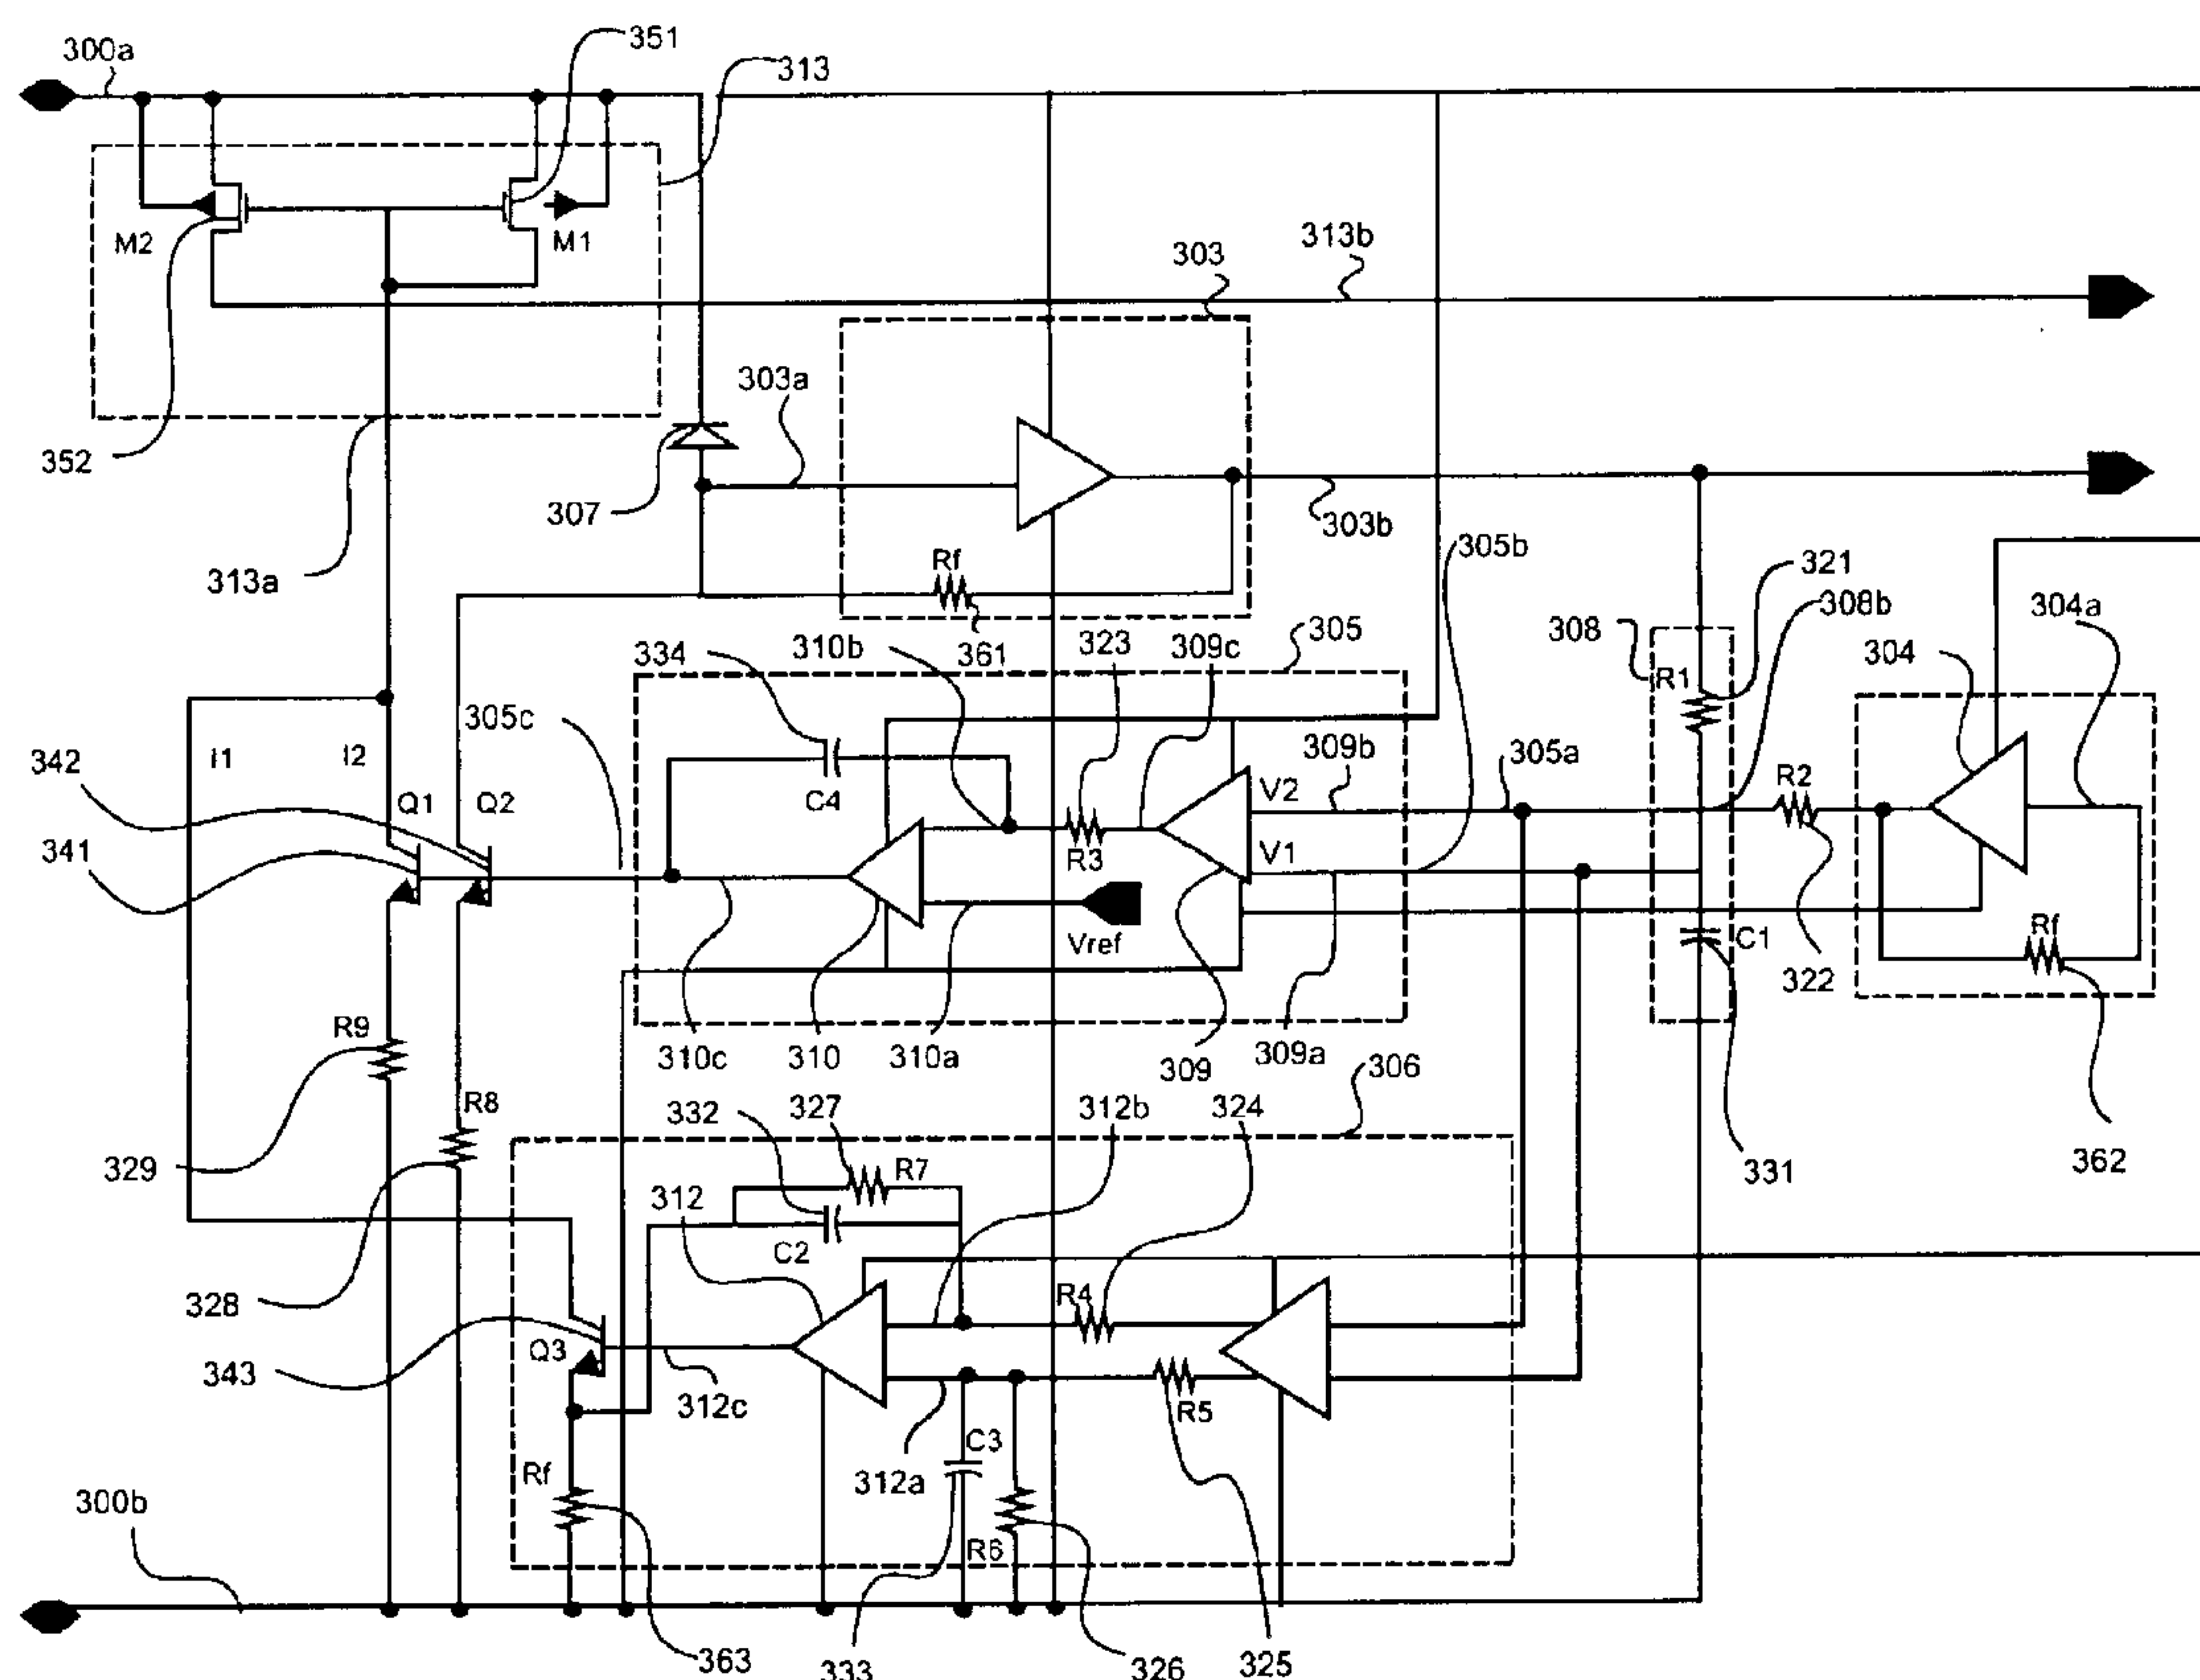 300a
351
313
M2
M1
303
313b
303a
352
307
303b
313a
Rf
305b
321
308b
304a
361
323
309c
305
308
304
334
310b
R1
305c
I1
I2
342
Q1
Q2
C4
V2
309b
305a
R2
341
R3
V1
Vref
C1
Rf
322
R9
310c
310
310a
309
309a
306
362
331
R8
332
327
312b
324
329
R7
312
C2
328
R4
Q3
343
312c
R5
C3
Rf
312a
300b
R6
363
333
326
325